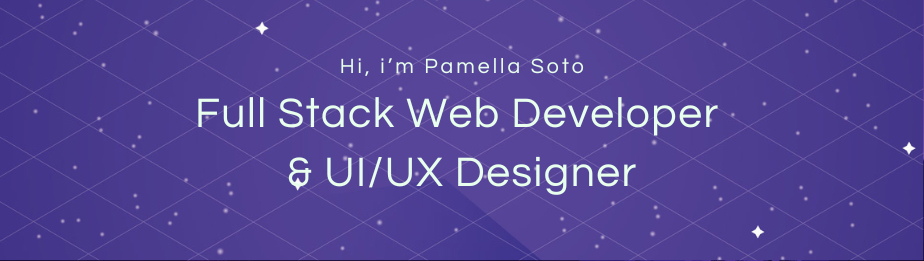 Hi, i’m Pamella Soto
Full Stack Web Developer
& UI/UX Designer